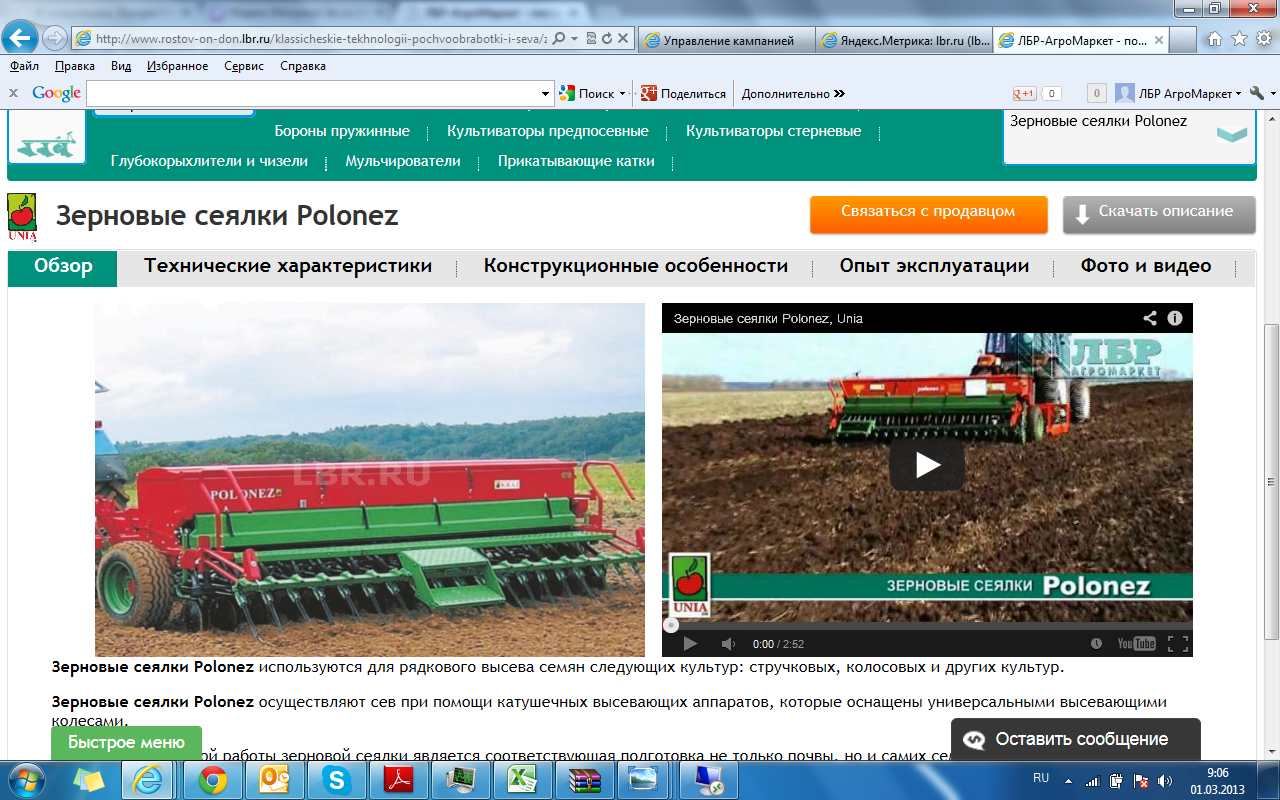 http://www.rostov-on-don.lbr.ru/klassicheskie-tekhnologii-pochvoobrabotki-i-seva/z
Управление кампанией
Яндекс.Метрика: lbr.ru (lb...
ЛБР-АгроМаркет - по...
Файл Правка Вид Избранное Сервис Справка
Google Поиск Поделиться Дополнительно »
+1 0 0 ЛБР АгроМаркет
Бороны пружинные Культиваторы предпосевные Культиваторы стерневые
Глубокорыхлители и чизели Мульчирователи Прикатывающие катки
Зерновые сеялки Polonez
UNIA
Зерновые сеялки Polonez
Связаться с продавцом
Скачать описание
Обзор Технические характеристики Конструкционные особенности Опыт эксплуатации Фото и видео
LBR.RU
POLONEZ
Зерновые сеялки Polonez, Unia
ЛБР
АГРОМАРКЕТ
polonez
UNIA
ЗЕРНОВЫЕ СЕЯЛКИ Polonez
0:00 / 2:52
YouTube
Зерновые сеялки Polonez используются для рядкового высева семян следующих культур: стручковых, колосовых и других культур.
Зерновые сеялки Polonez осуществляют сев при помощи катушечных высевающих аппаратов, которые оснащены универсальными высевающими
колесами.
ой работы зерновой сеялки является соответствующая подготовка не только почвы, но и самих се
Быстрое меню
Оставить сообщение
RU
9:06
01.03.2013